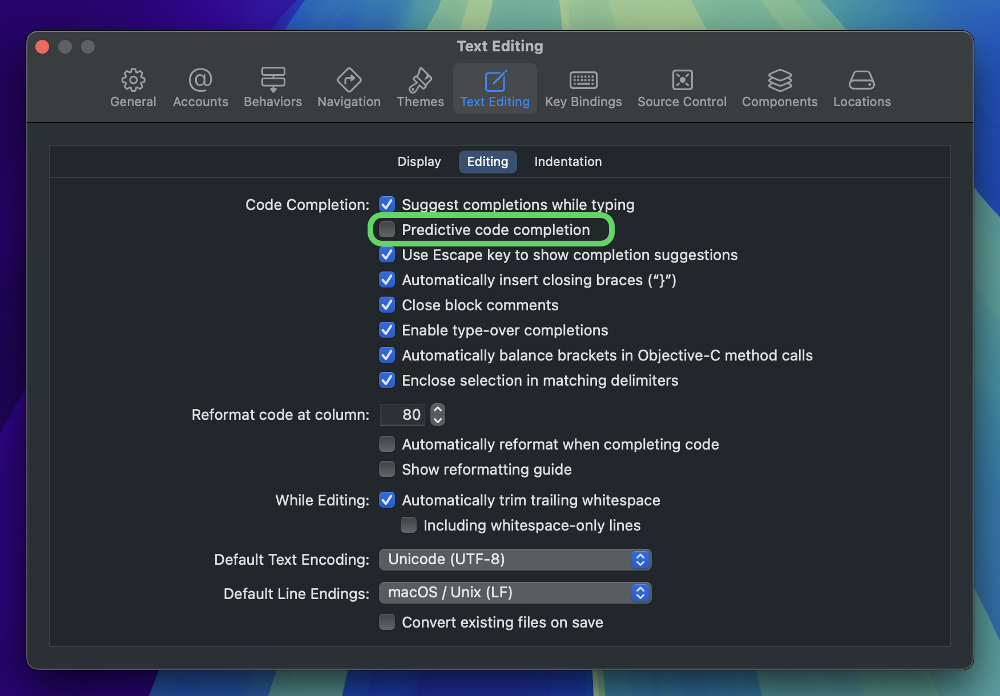 Text Editing
General Accounts Behaviors Navigation Themes Text Editing Key Bindings Source Control Components Locations
Display Editing Indentation
Code Completion: Suggest completions while typing
Predictive code completion
Use Escape key to show completion suggestions
Automatically insert closing braces (“}”)
Close block comments
Enable type-over completions
Automatically balance brackets in Objective-C method calls
Enclose selection in matching delimiters
Reformat code at column: 80
Automatically reformat when completing code
Show reformatting guide
While Editing: Automatically trim trailing whitespace
Including whitespace-only lines
Default Text Encoding: Unicode (UTF-8)
Default Line Endings: macOS / Unix (LF)
Convert existing files on save